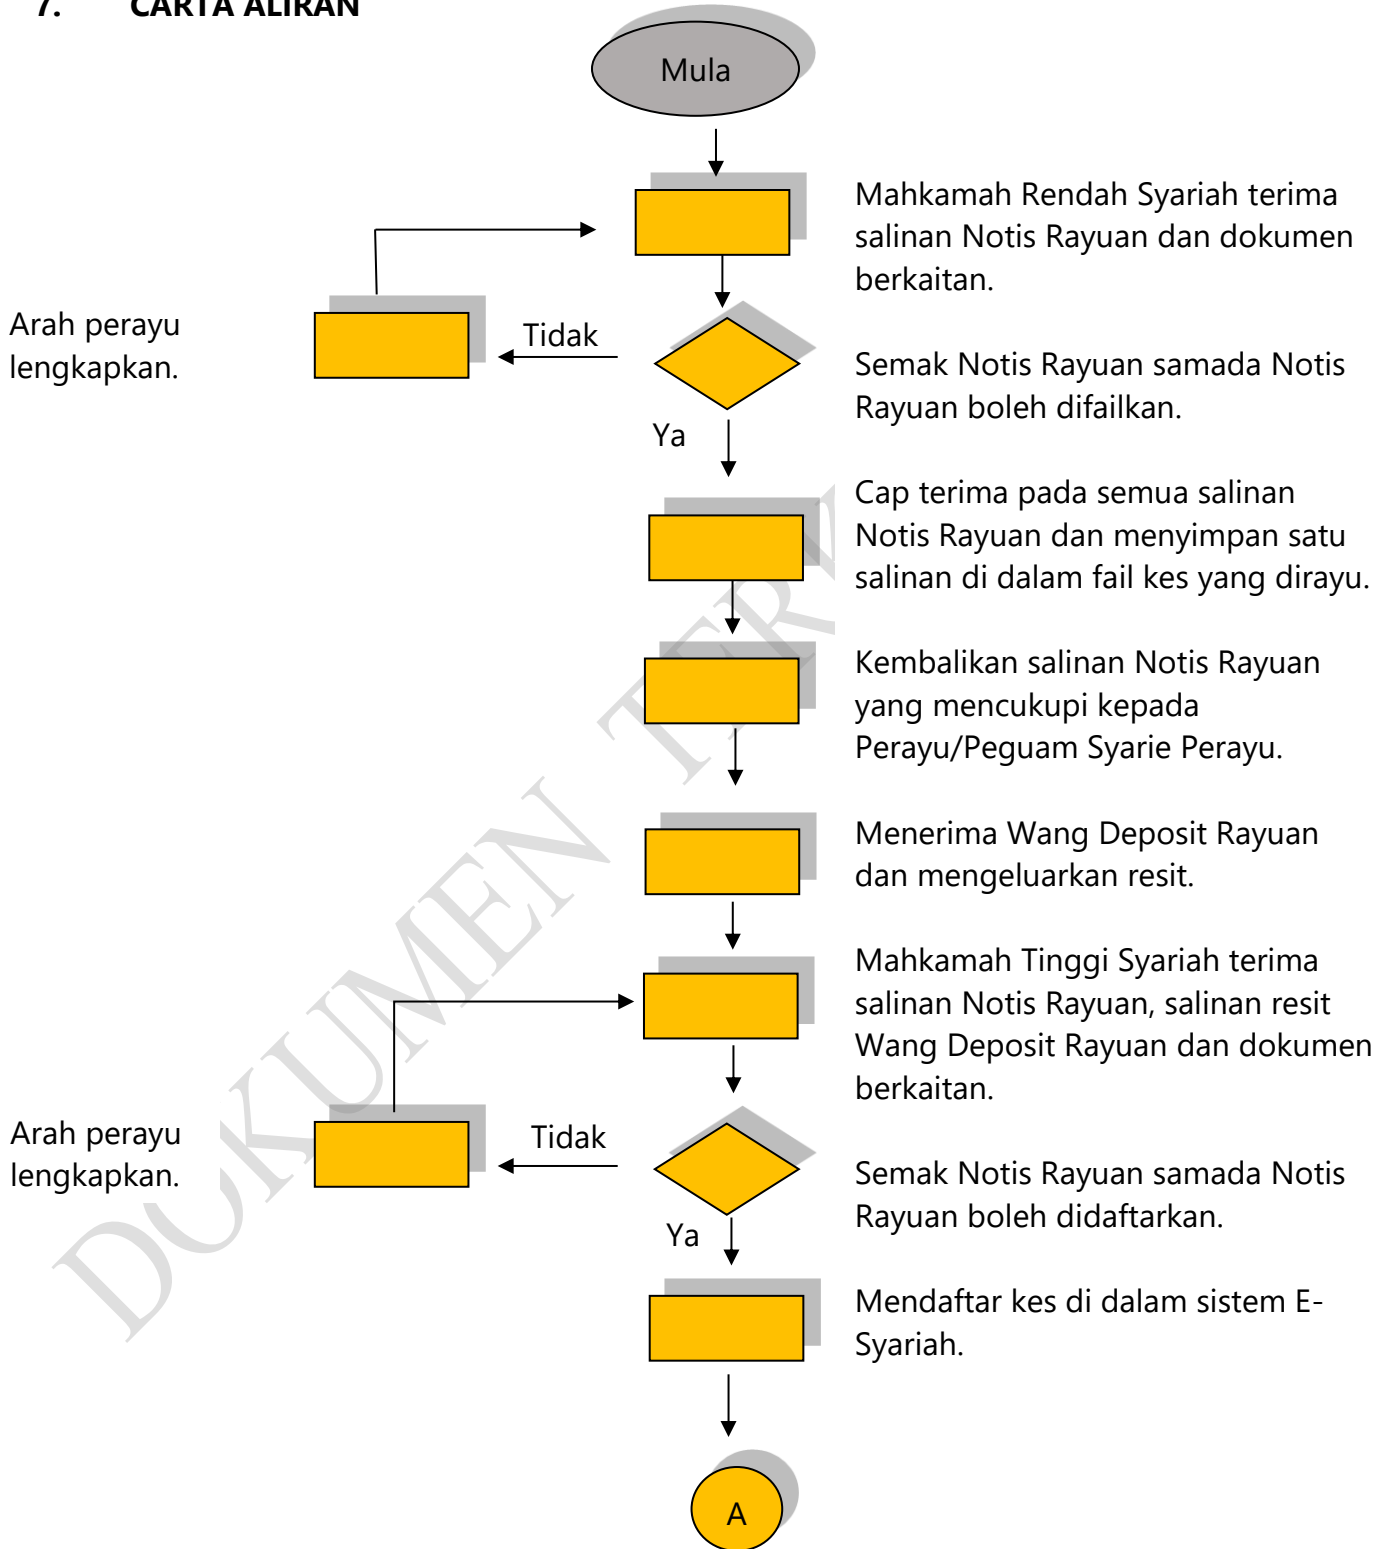 7. CARTA ALIRAN
Mula
Mahkamah Rendah Syariah terima
salinan Notis Rayuan dan dokumen
berkaitan.
Arah perayu
lengkapkan.
Tidak
Semak Notis Rayuan samada Notis
Rayuan boleh difailkan.
Ya
Cap terima pada semua salinan
Notis Rayuan dan menyimpan satu
salinan di dalam fail kes yang dirayu.
Kembalikan salinan Notis Rayuan
yang mencukupi kepada
Perayu/Peguam Syarie Perayu.
Menerima Wang Deposit Rayuan
dan mengeluarkan resit.
Mahkamah Tinggi Syariah terima
salinan Notis Rayuan, salinan resit
Wang Deposit Rayuan dan dokumen
berkaitan.
Arah perayu
lengkapkan.
Tidak
Semak Notis Rayuan samada Notis
Rayuan boleh didaftarkan.
Ya
Mendaftar kes di dalam sistem E-
Syariah.
A
DOKUMEN